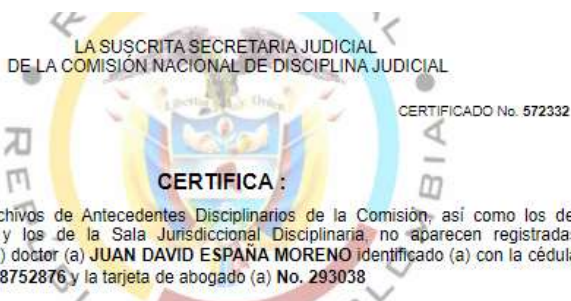 LA SUSCRITA SECRETARIA JUDICIAL
DE LA COMISIÓN NACIONAL DE DISCIPLINA JUDICIAL
CERTIFICADO No. 572332
CERTIFICA :
chivos de Antecedentes Disciplinarios de la Comisión, así como los de
y los de la Sala Jurisdiccional Disciplinaria, no aparecen registrada
) doctor (a) JUAN DAVID ESPAÑA MORENO identificado (a) con la cédula
8752876 y la tarjeta de abogado (a) No. 293038